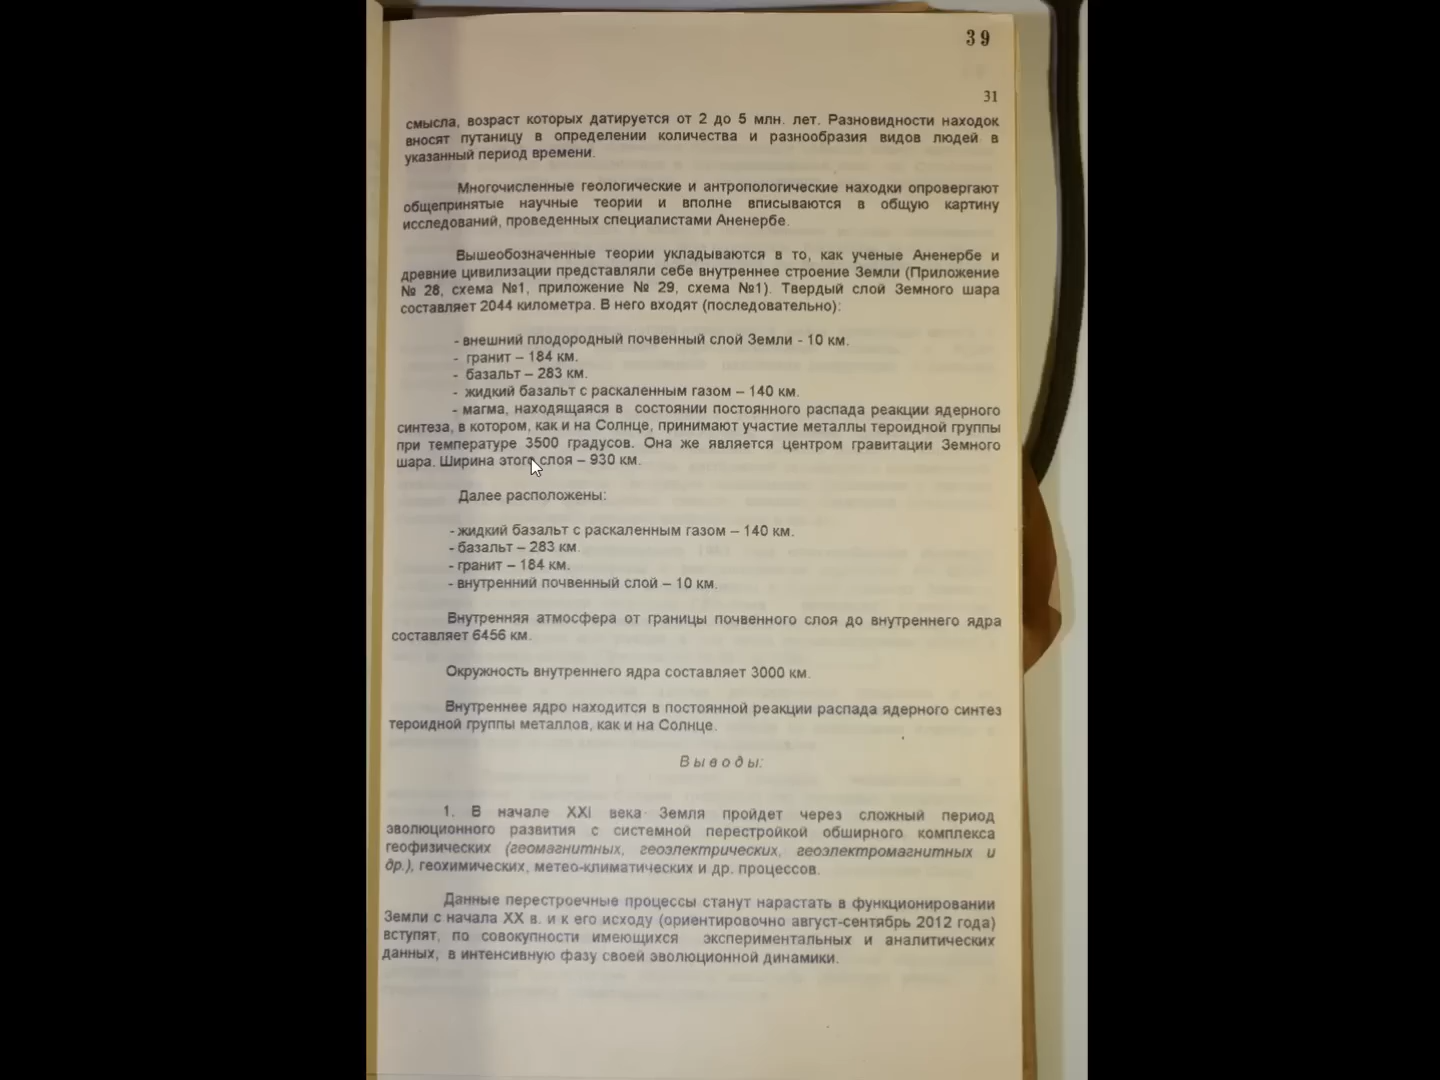 39
31
смысла, возраст которых датируется от 2 до 5 млн. лет. Разновидности находок
вносят путаницу в определении количества и разнообразия видов людей в
указанный период времени.
Многочисленные геологические и антропологические находки опровергают
общепринятые научные теории и вполне вписываются в общую картину
исследований, проведенных специалистами Аненербе.
Вышеобозначенные теории укладываются в то, как ученые Аненербе и
древние цивилизации представляли себе внутреннее строение Земли (Приложение
№ 28, схема №1, приложение № 29, схема №1). Твердый слой Земного шара
составляет 2044 километра. В него входят (последовательно):
- внешний плодородный почвенный слой Земли - 10 км.
- гранит – 184 км.
- базальт – 283 км.
- жидкий базальт с раскаленным газом – 140 км.
- магма, находящаяся в состоянии постоянного распада реакции ядерного
синтеза, в котором, как и на Солнце, принимают участие металлы тероидной группы
при температуре 3500 градусов. Она же является центром гравитации Земного
шара. Ширина этого слоя – 930 км.
Далее расположены:
- жидкий базальт с раскаленным газом – 140 км.
- базальт – 283 км.
- гранит – 184 км.
- внутренний почвенный слой – 10 км.
Внутренняя атмосфера от границы почвенного слоя до внутреннего ядра
составляет 6456 км.
Окружность внутреннего ядра составляет 3000 км.
Внутреннее ядро находится в постоянной реакции распада ядерного синтез
тероидной группы металлов, как и на Солнце.
Выводы:
1. В начале XXI века Земля пройдет через сложный период
эволюционного развития с системной перестройкой обширного комплекса
геофизических (геомагнитных, геоэлектрических, геоэлектромагнитных и
др.), геохимических, метео-климатических и др. процессов.
Данные перестроечные процессы станут нарастать в функционировании
Земли с начала XX в. и к его исходу (ориентировочно август-сентябрь 2012 года)
вступят, по совокупности имеющихся экспериментальных и аналитических
данных, в интенсивную фазу своей эволюционной динамики.